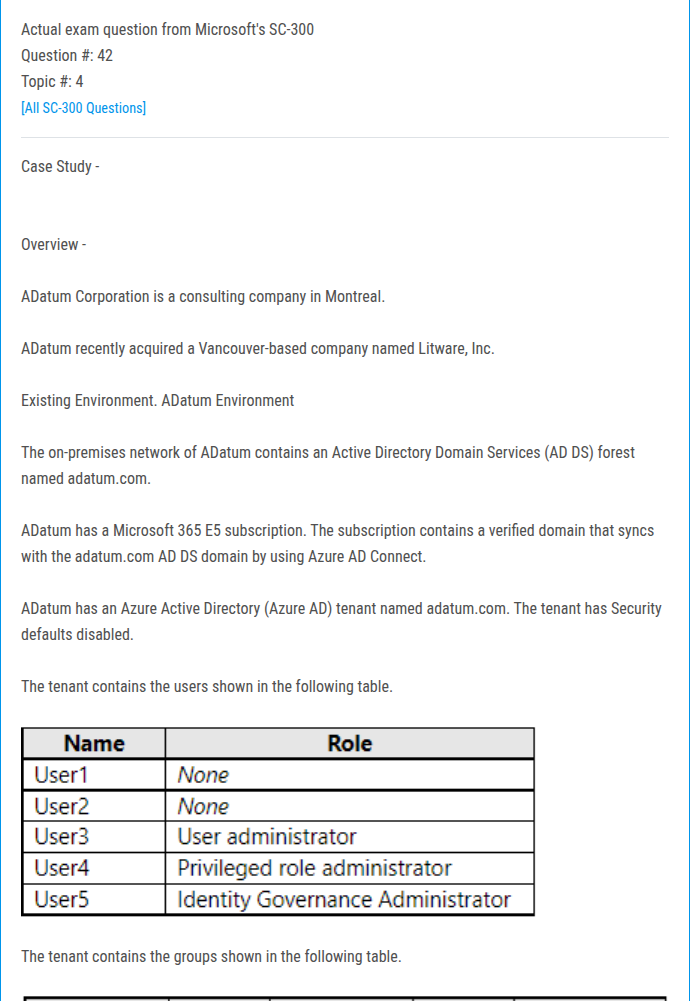 Actual exam question from Microsoft's SC-300
Question #: 42
Topic #: 4
[All SC-300 Questions]
Case Study -
Overview -
ADatum Corporation is a consulting company in Montreal.
ADatum recently acquired a Vancouver-based company named Litware, Inc.
Existing Environment. ADatum Environment
The on-premises network of ADatum contains an Active Directory Domain Services (AD DS) forest
named adatum.com.
ADatum has a Microsoft 365 E5 subscription. The subscription contains a verified domain that syncs
with the adatum.com AD DS domain by using Azure AD Connect.
ADatum has an Azure Active Directory (Azure AD) tenant named adatum.com. The tenant has Security
defaults disabled.
The tenant contains the users shown in the following table.
Name Role
User1 None
User2 None
User3 User administrator
User4 Privileged role administrator
User5 Identity Governance Administrator
The tenant contains the groups shown in the following table.